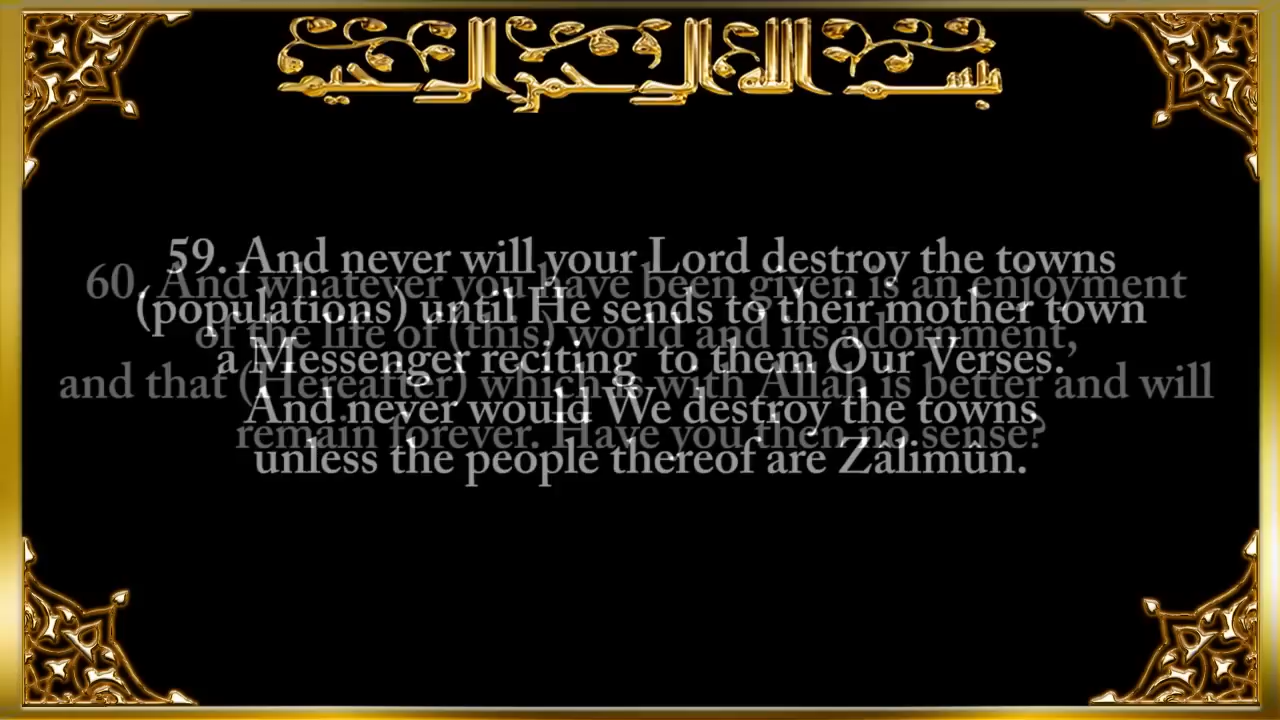 بسم الله الرحمن الرحيم
59. And never will your Lord destroy the towns
(populations) until He sends to their mother town
a Messenger reciting  to them Our Verses.
And never would We destroy the towns
unless the people thereof are Zâlimûn.
60. And whatever you have been given is an enjoyment
of the life of (this) world and its adornment,
and that (Hereafter) which is with Allah is better and will
remain forever. Have you then no sense?